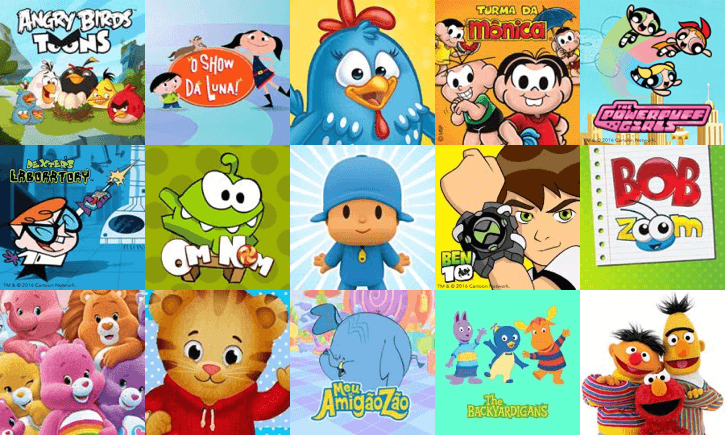 ANGRY BIRDS
TOONS
O SHOW
DA LUNA!
TURMA DA
MÔNICA
THE
POWERPUFF
GIRLS
TM & © 2016 Cartoon Network.
DEXTER'S
LABORATORY
TM & © 2016 Cartoon Network.
OM NOM
BEN
10
TM & © 2016 Cartoon Network.
BOB
zoom
Meu
AmigãoZão
The
BACKYARDIGANS